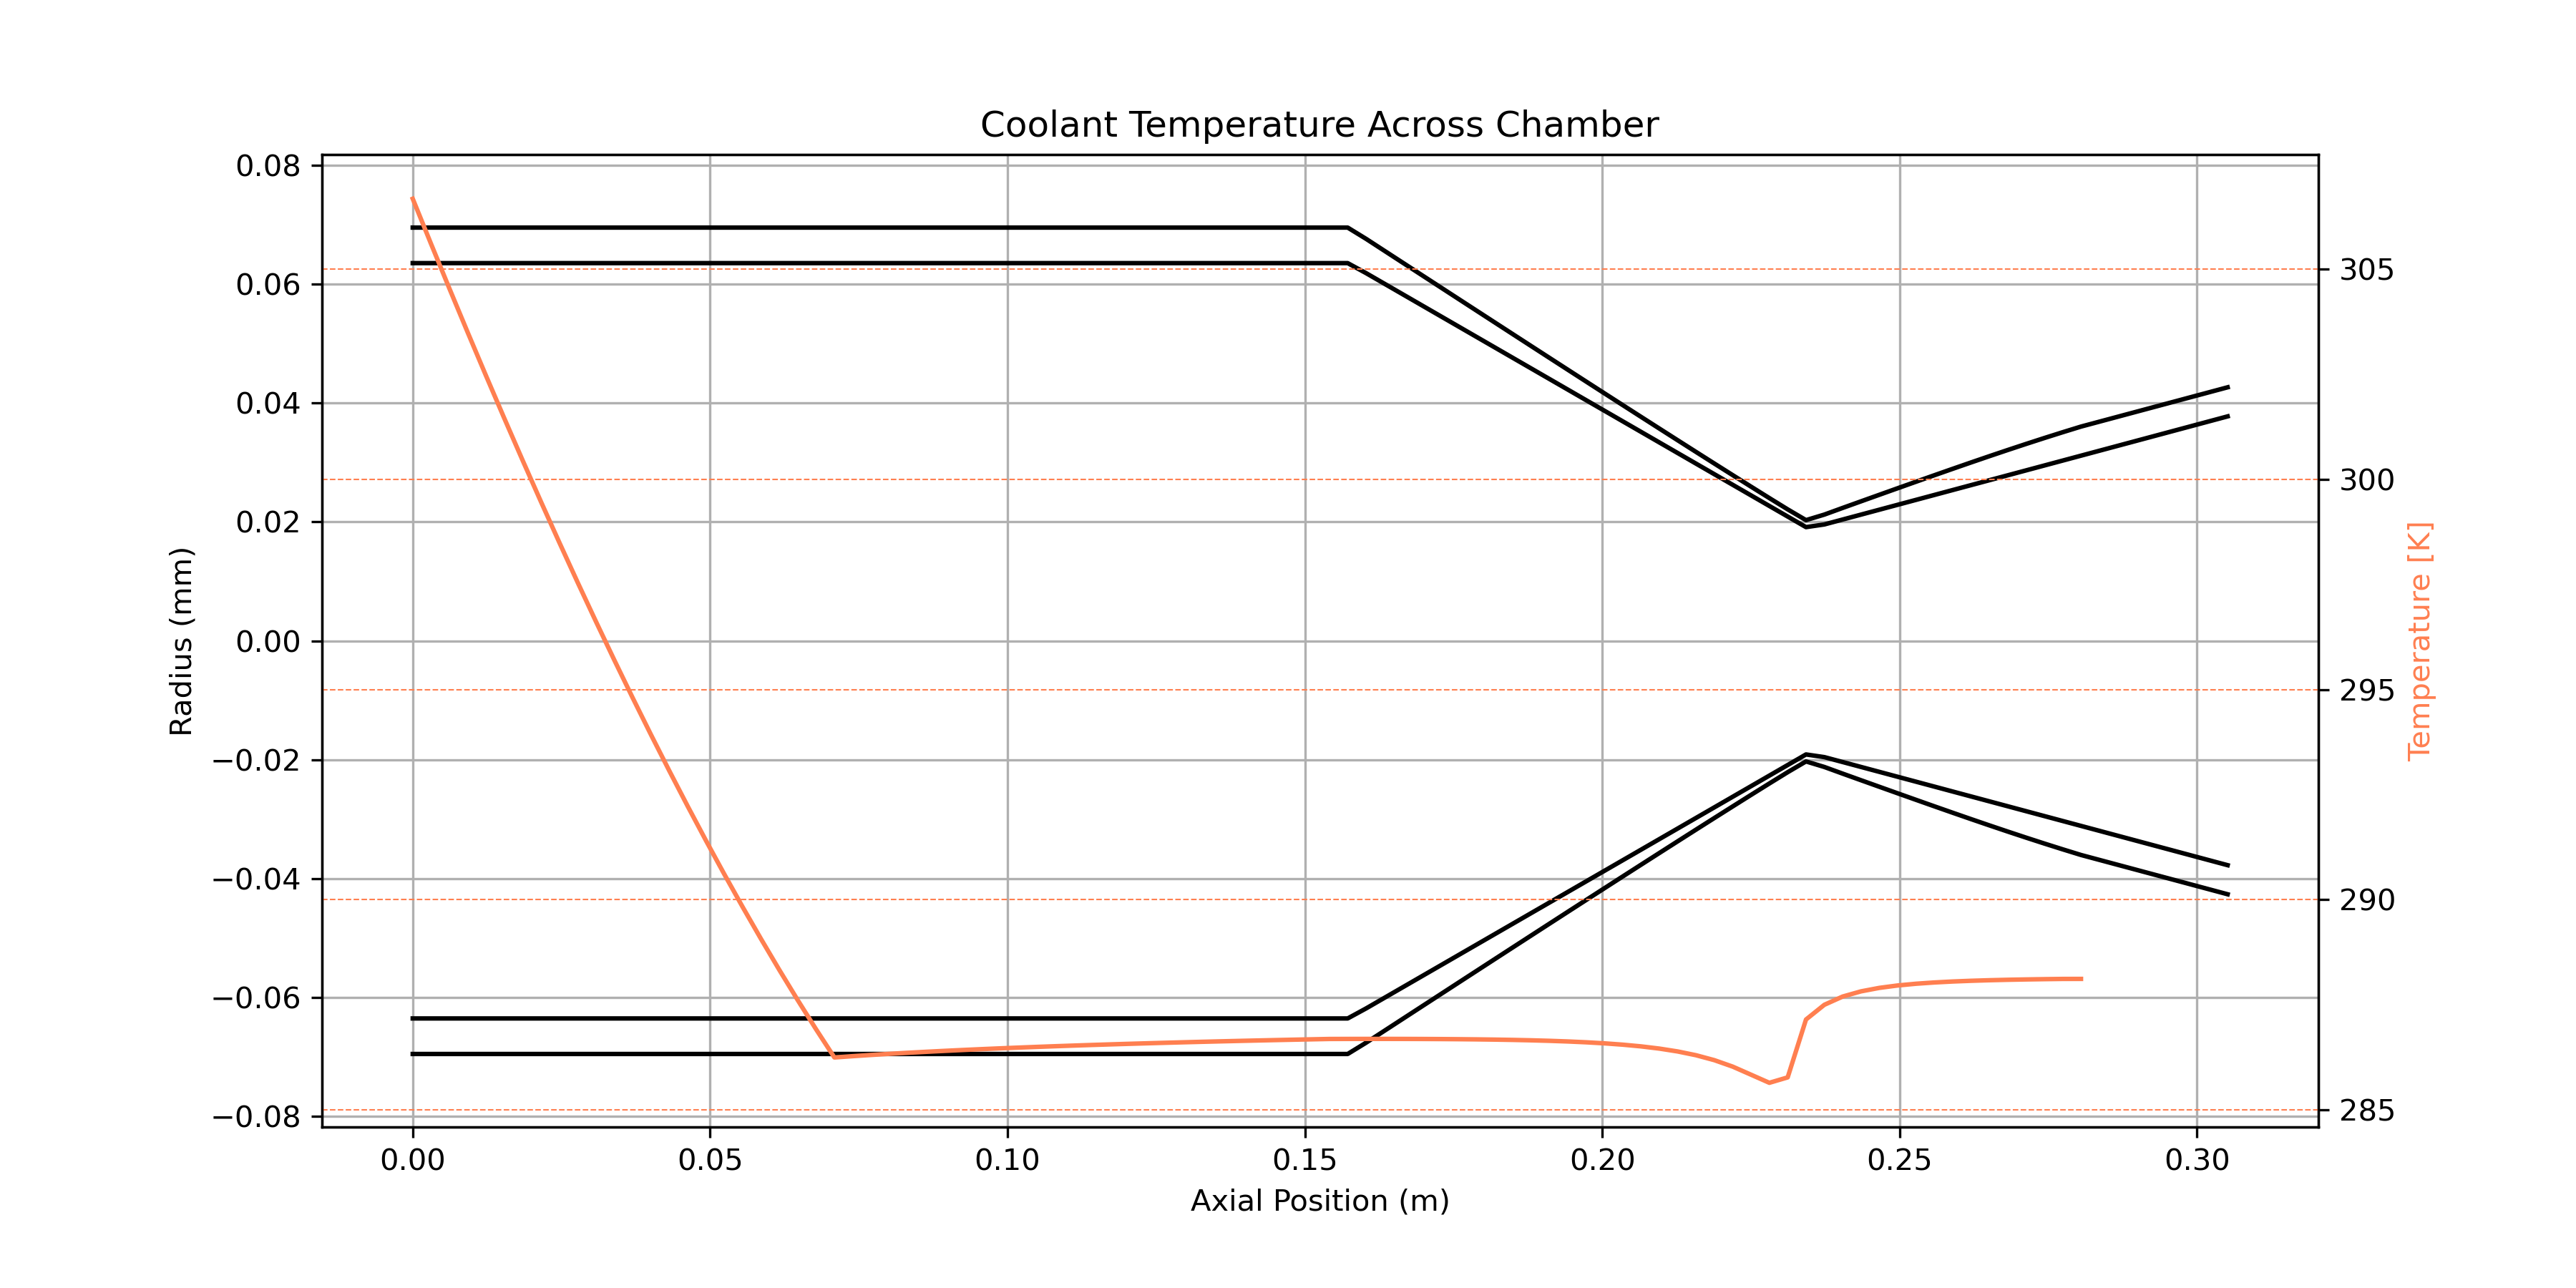 Coolant Temperature Across Chamber
0.08
0.06
0.04
0.02
0.00
−0.02
−0.04
−0.06
−0.08
Radius (mm)
305
300
295
290
285
Temperature [K]
0.00 0.05 0.10 0.15 0.20 0.25 0.30
Axial Position (m)